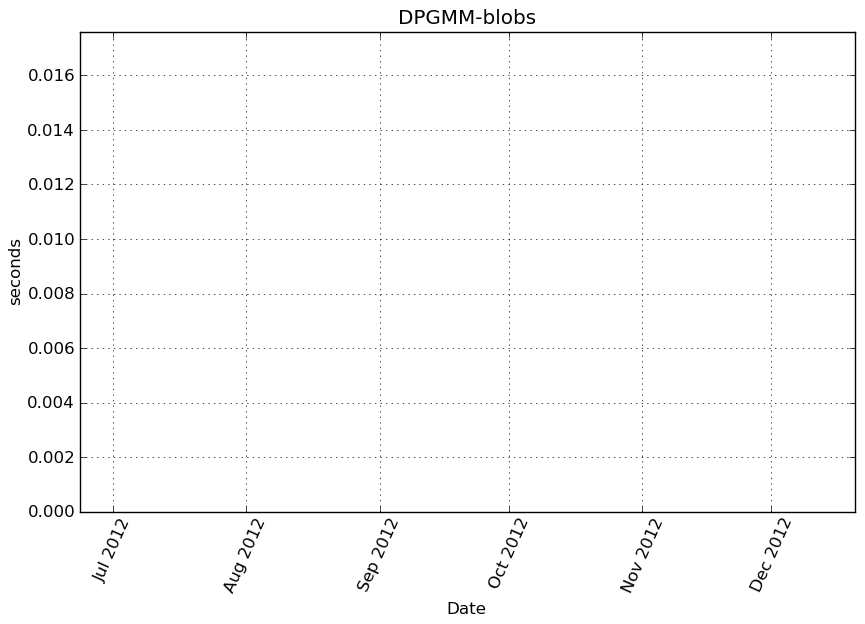 DPGMM-blobs
0.016
0.014
0.012
0.010
0.008
0.006
0.004
0.002
0.000
seconds
Jul 2012
Aug 2012
Sep 2012
Oct 2012
Nov 2012
Dec 2012
Date